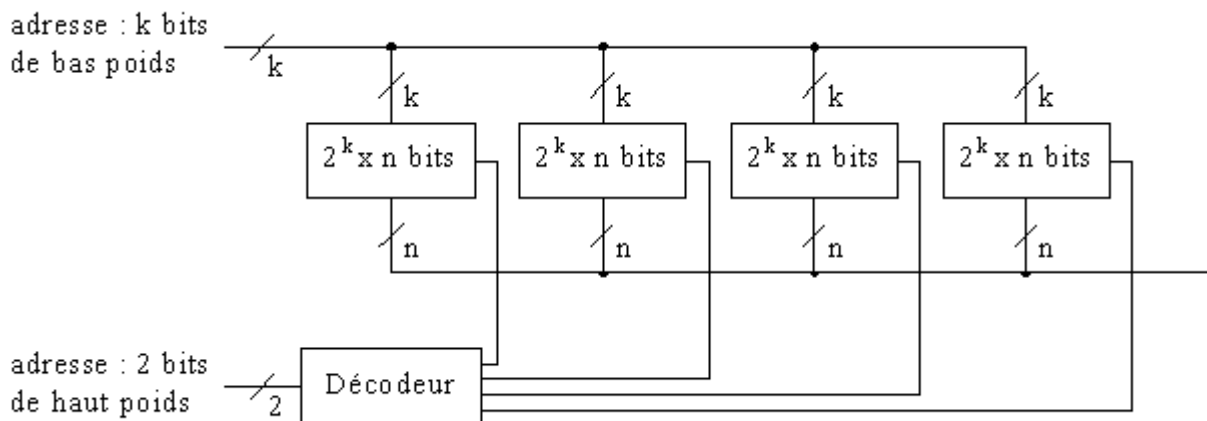 adresse : k bits
de bas poids
k
k
k
k
k
2^k x n bits
2^k x n bits
2^k x n bits
2^k x n bits
n
n
n
n
adresse : 2 bits
de haut poids
2
Décodeur